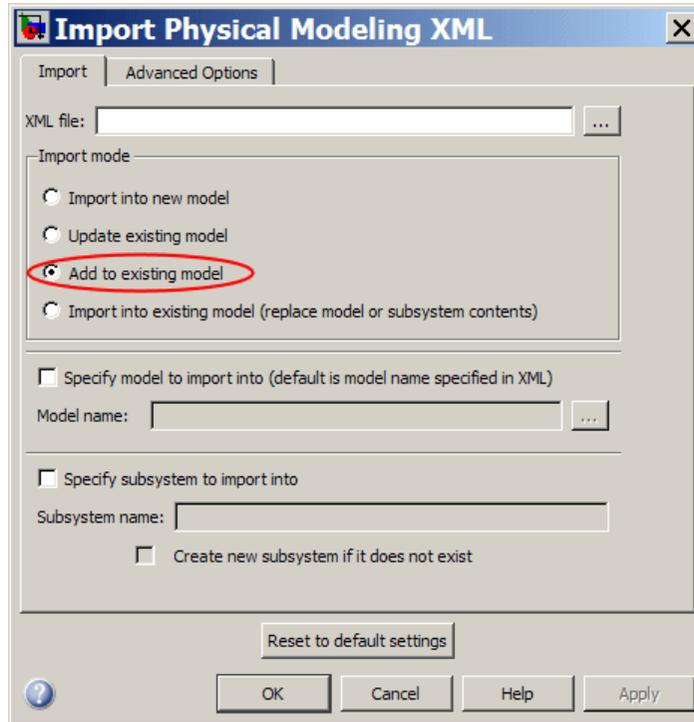 Import Physical Modeling XML
Import
Advanced Options
XML file:
...
Import mode
Import into new model
Update existing model
Add to existing model
Import into existing model (replace model or subsystem contents)
Specify model to import into (default is model name specified in XML)
Model name:
...
Specify subsystem to import into
Subsystem name:
Create new subsystem if it does not exist
Reset to default settings
?
OK
Cancel
Help
Apply